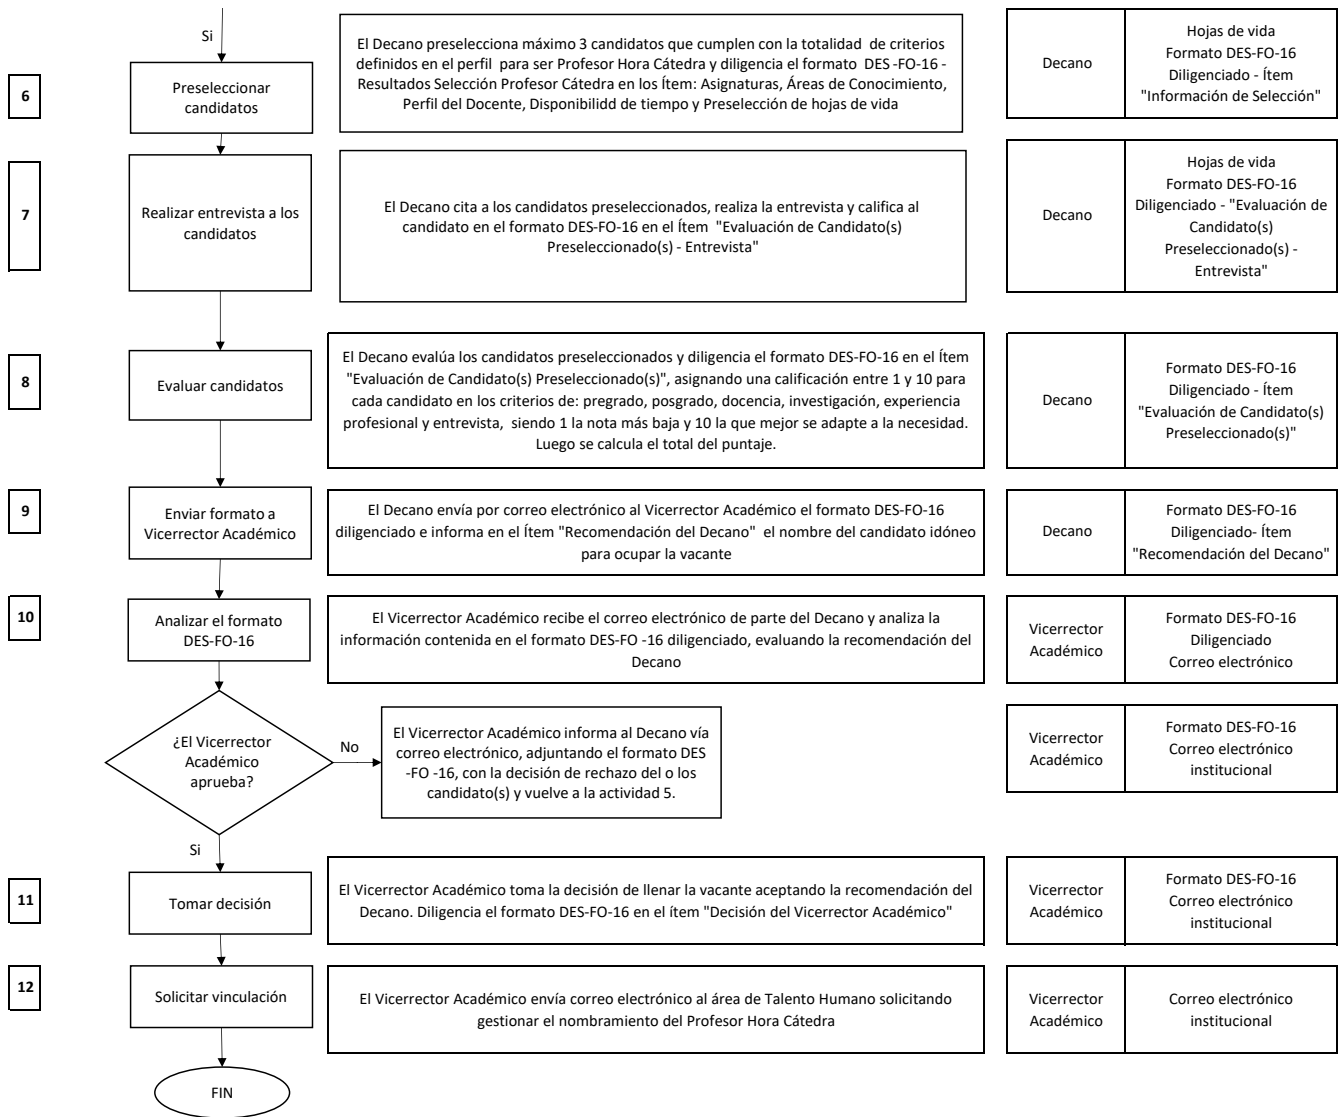 Si
6
Preseleccionar
candidatos
El Decano preselecciona máximo 3 candidatos que cumplen con la totalidad de criterios
definidos en el perfil para ser Profesor Hora Cátedra y diligencia el formato DES -FO-16 -
Resultados Selección Profesor Cátedra en los Ítem: Asignaturas, Áreas de Conocimiento,
Perfil del Docente, Disponibilidd de tiempo y Preselección de hojas de vida
Decano
Hojas de vida
Formato DES-FO-16
Diligenciado - Ítem
"Información de Selección"
7
Realizar entrevista a los
candidatos
El Decano cita a los candidatos preseleccionados, realiza la entrevista y califica al
candidato en el formato DES-FO-16 en el Ítem "Evaluación de Candidato(s)
Preseleccionado(s) - Entrevista"
Decano
Hojas de vida
Formato DES-FO-16
Diligenciado - "Evaluación de
Candidato(s)
Preseleccionado(s) -
Entrevista"
8
Evaluar candidatos
El Decano evalúa los candidatos preseleccionados y diligencia el formato DES-FO-16 en el Ítem
"Evaluación de Candidato(s) Preseleccionado(s)", asignando una calificación entre 1 y 10 para
cada candidato en los criterios de: pregrado, posgrado, docencia, investigación, experiencia
profesional y entrevista, siendo 1 la nota más baja y 10 la que mejor se adapte a la necesidad.
Luego se calcula el total del puntaje.
Decano
Formato DES-FO-16
Diligenciado - Ítem
"Evaluación de Candidato(s)
Preseleccionado(s)"
9
Enviar formato a
Vicerrector Académico
El Decano envía por correo electrónico al Vicerrector Académico el formato DES-FO-16
diligenciado e informa en el Ítem "Recomendación del Decano" el nombre del candidato idóneo
para ocupar la vacante
Decano
Formato DES-FO-16
Diligenciado- Ítem
"Recomendación del Decano"
10
Analizar el formato
DES-FO-16
El Vicerrector Académico recibe el correo electrónico de parte del Decano y analiza la
información contenida en el formato DES-FO -16 diligenciado, evaluando la recomendación del
Decano
Vicerrector
Académico
Formato DES-FO-16
Diligenciado
Correo electrónico
¿El Vicerrector
Académico
aprueba?
No
El Vicerrector Académico informa al Decano vía
correo electrónico, adjuntando el formato DES
-FO -16, con la decisión de rechazo del o los
candidato(s) y vuelve a la actividad 5.
Vicerrector
Académico
Formato DES-FO-16
Correo electrónico
institucional
Si
11
Tomar decisión
El Vicerrector Académico toma la decisión de llenar la vacante aceptando la recomendación del
Decano. Diligencia el formato DES-FO-16 en el ítem "Decisión del Vicerrector Académico"
Vicerrector
Académico
Formato DES-FO-16
Correo electrónico
institucional
12
Solicitar vinculación
El Vicerrector Académico envía correo electrónico al área de Talento Humano solicitando
gestionar el nombramiento del Profesor Hora Cátedra
Vicerrector
Académico
Correo electrónico
institucional
FIN